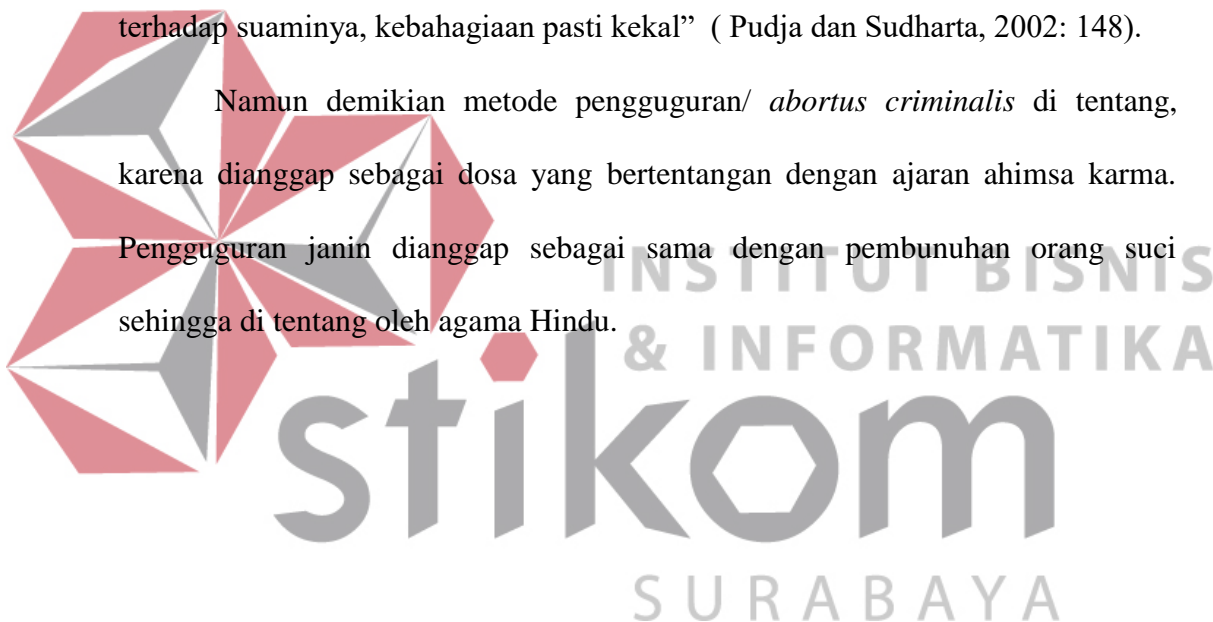 terhadap suaminya, kebahagiaan pasti kekal” ( Pudja dan Sudharta, 2002: 148).
Namun demikian metode pengguguran/ abortus criminalis di tentang,
karena dianggap sebagai dosa yang bertentangan dengan ajaran ahimsa karma.
Pengguguran janin dianggap sebagai sama dengan pembunuhan orang suci
sehingga di tentang oleh agama Hindu.
INSTITUT BISNIS
& INFORMATIKA
stikom
SURABAYA